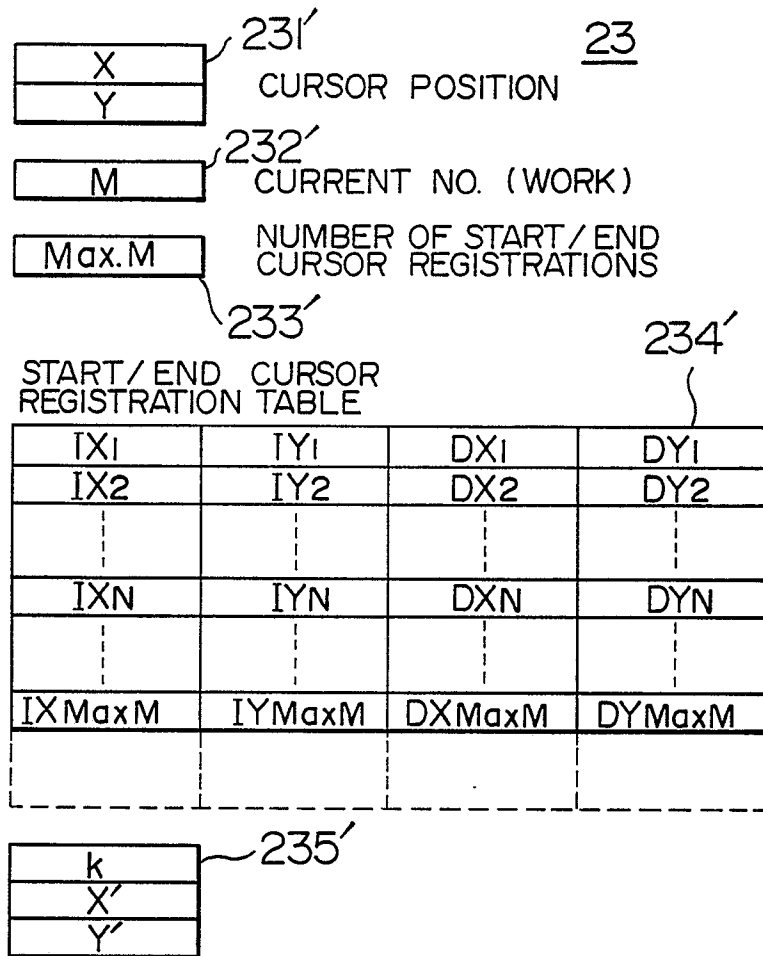 231′
23
X
Y
CURSOR POSITION
232′
M
CURRENT NO. (WORK)
Max.M
NUMBER OF START/END
CURSOR REGISTRATIONS
233′
234′
START/END CURSOR
REGISTRATION TABLE
IX1 IY1 DX1 DY1
IX2 IY2 DX2 DY2
IXN IYN DXN DYN
IXMaxM IYMaxM DXMaxM DYMaxM
235′
k
X′
Y′